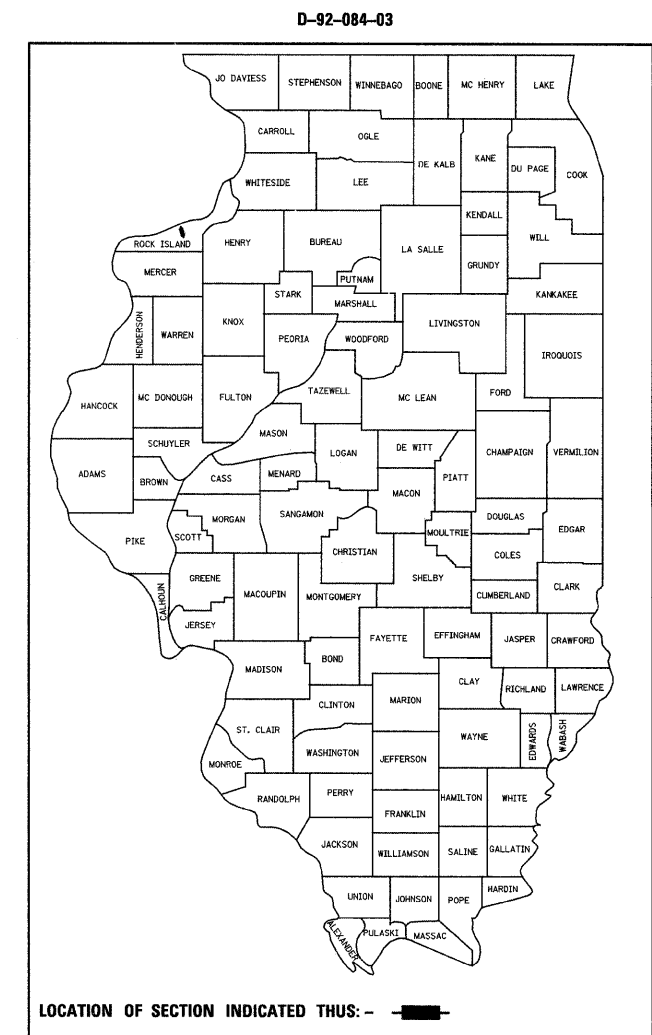 D-92-084-03
JO DAVIESS
STEPHENSON
WINNEBAGO
BOONE
MC HENRY
LAKE
CARROLL
OGLE
DE KALB
KANE
DU PAGE
COOK
WHITESIDE
LEE
KENDALL
WILL
ROCK ISLAND
HENRY
BUREAU
LA SALLE
GRUNDY
MERCER
PUTNAM
STARK
MARSHALL
KANKAKEE
HENDERSON
WARREN
KNOX
PEORIA
WOODFORD
LIVINGSTON
IROQUOIS
HANCOCK
MC DONOUGH
FULTON
TAZEWELL
MC LEAN
FORD
MASON
SCHUYLER
LOGAN
DE WITT
CHAMPAIGN
VERMILION
ADAMS
BROWN
CASS
MENARD
PIATT
MACON
MORGAN
SANGAMON
DOUGLAS
EDGAR
PIKE
SCOTT
CHRISTIAN
MOULTRIE
COLES
GREENE
MACOUPIN
MONTGOMERY
SHELBY
CUMBERLAND
CLARK
CALHOUN
JERSEY
FAYETTE
EFFINGHAM
JASPER
CRAWFORD
MADISON
BOND
CLAY
RICHLAND
LAWRENCE
CLINTON
MARION
ST. CLAIR
WAYNE
EDWARDS
WABASH
WASHINGTON
JEFFERSON
MONROE
RANDOLPH
PERRY
HAMILTON
WHITE
FRANKLIN
JACKSON
WILLIAMSON
SALINE
GALLATIN
UNION
JOHNSON
POPE
HARDIN
ALEXANDER
PULASKI
MASSAC
LOCATION OF SECTION INDICATED THUS: -